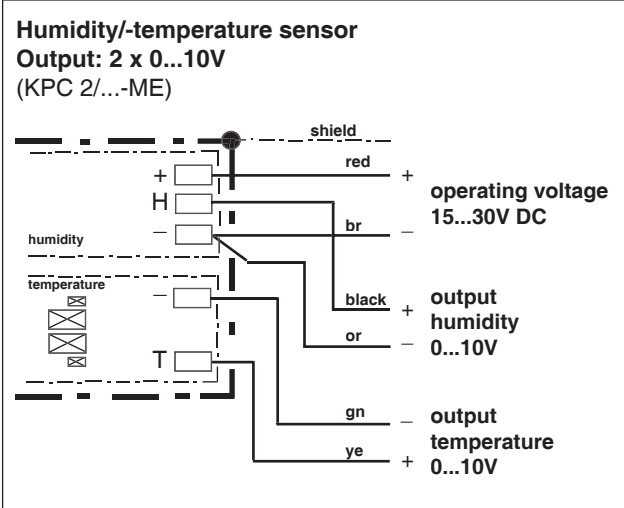 Humidity/-temperature sensor
Output: 2 x 0...10V
(KPC 2/...-ME)
shield
red
+
+
operating voltage
15...30V DC
H
br
–
–
humidity
temperature
–
black
+
output
humidity
0...10V
or
–
T
gn
–
output
temperature
0...10V
ye
+